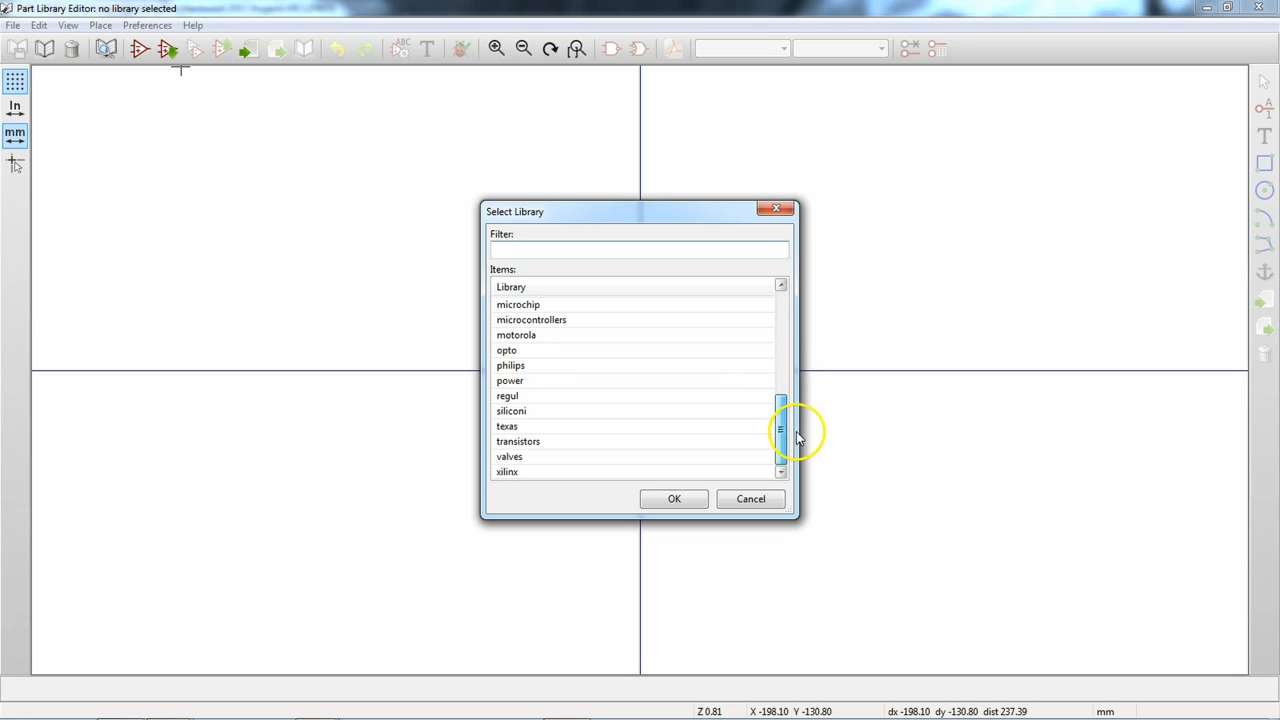 Part Library Editor: no library selected
File Edit View Place Preferences Help
ABC
T
In
mm
A
1
T
Select Library
Filter:
Items:
Library
microchip
microcontrollers
motorola
opto
philips
power
regul
siliconi
texas
transistors
valves
xilinx
OK Cancel
Z 0.81 X -198.10 Y -130.80 dx -198.10 dy -130.80 dist 237.39 mm